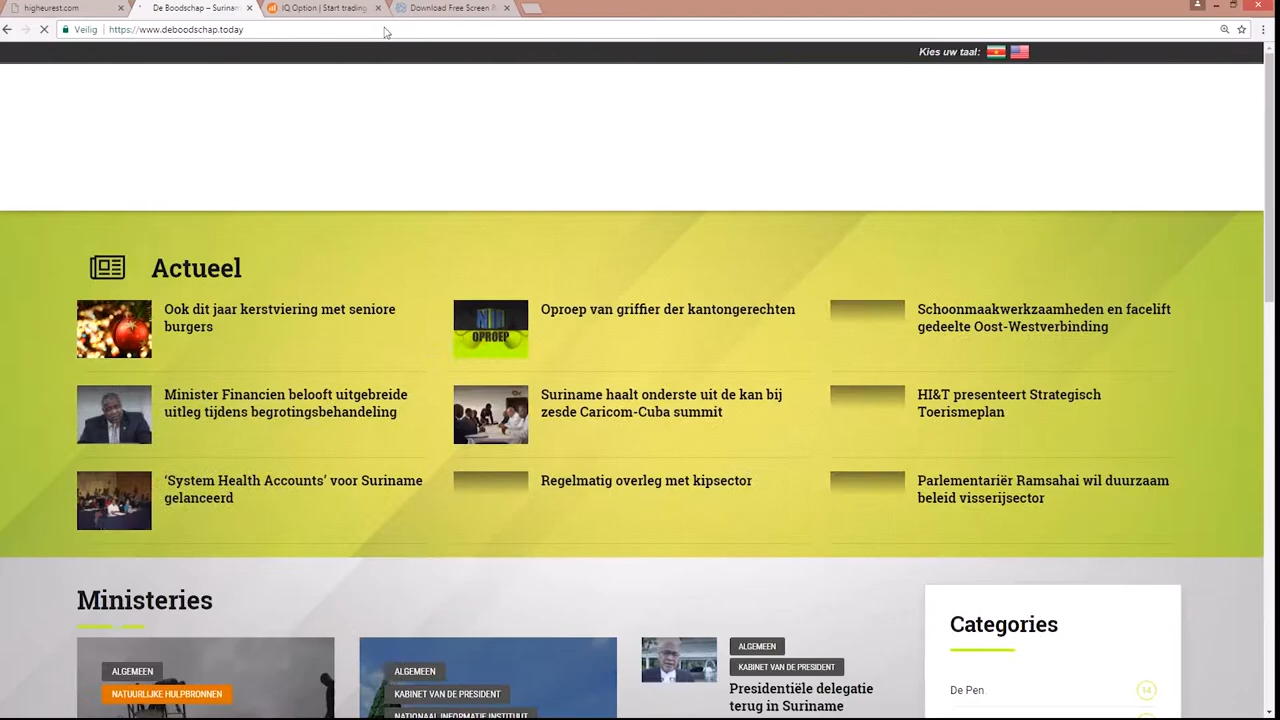 higheurest.com
De Boodschap – Surinam
IQ Option | Start trading
Download Free Screen R
Veilig
https://www.deboodschap.today
Kies uw taal:
Actueel
Ook dit jaar kerstviering met seniore
burgers
OPROEP
Oproep van griffier der kantongerechten
Schoonmaakwerkzaamheden en facelift
gedeelte Oost-Westverbinding
Minister Financien belooft uitgebreide
uitleg tijdens begrotingsbehandeling
Suriname haalt onderste uit de kan bij
zesde Caricom-Cuba summit
HI&T presenteert Strategisch
Toerismeplan
‘System Health Accounts’ voor Suriname
gelanceerd
Regelmatig overleg met kipsector
Parlementariër Ramsahai wil duurzaam
beleid visserijsector
Ministeries
ALGEMEEN
NATUURLIJKE HULPBRONNEN
ALGEMEEN
KABINET VAN DE PRESIDENT
NATIONAAL INFORMATIE INSTITUUT
ALGEMEEN
KABINET VAN DE PRESIDENT
Presidentiële delegatie
terug in Suriname
Categories
De Pen
14